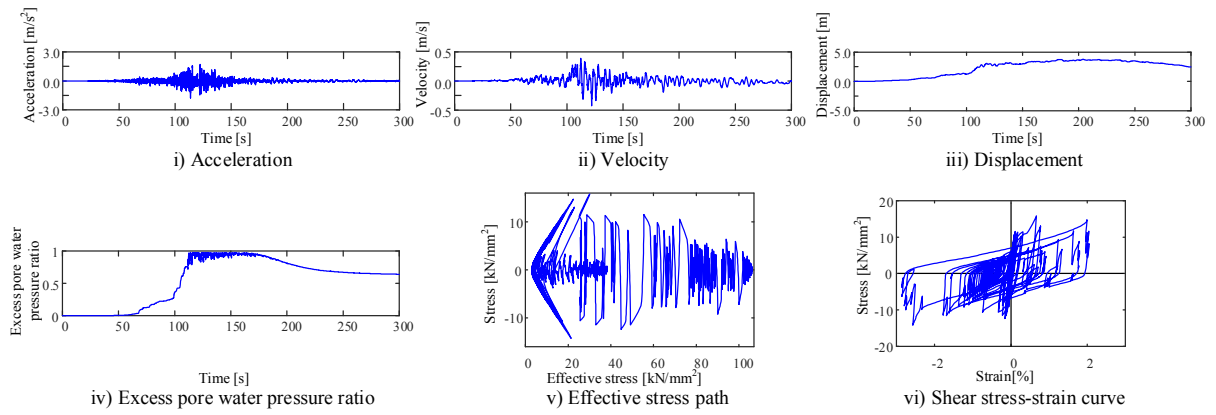 Acceleration [m/s²]
3.0
0.0
-3.0
0 50 100 150 200 250 300
Time [s]
i) Acceleration
Velocity [m/s]
0.5
0.0
-0.5
0 50 100 150 200 250 300
Time [s]
ii) Velocity
Displacement [m]
5.0
0.0
-5.0
0 50 100 150 200 250 300
Time [s]
iii) Displacement
Excess pore water
pressure ratio
1
0.5
0
0 50 100 150 200 250 300
Time [s]
iv) Excess pore water pressure ratio
Stress [kN/mm²]
10
0
-10
0 20 40 60 80 100
Effective stress [kN/mm²]
v) Effective stress path
Stress [kN/mm²]
20
10
0
-10
-20
-2 0 2
Strain[%]
vi) Shear stress-strain curve